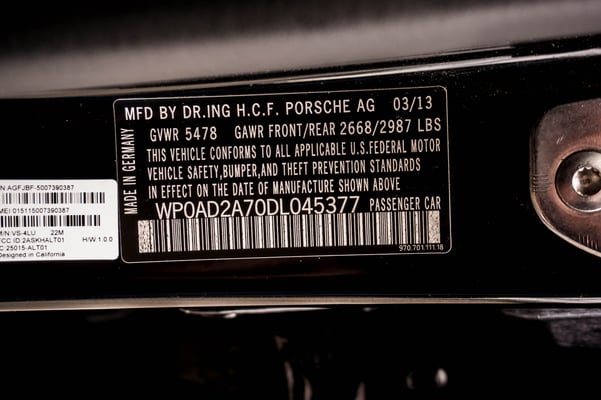 MFD BY DR.ING H.C.F. PORSCHE AG 03/13
GVWR 5478 GAWR FRONT/REAR 2668/2987 LBS
THIS VEHICLE CONFORMS TO ALL APPLICABLE U.S.FEDERAL MOTOR
VEHICLE SAFETY,BUMPER,AND THEFT PREVENTION STANDARDS
IN EFFECT ON THE DATE OF MANUFACTURE SHOWN ABOVE
WP0AD2A70DL045377 PASSENGER CAR
970.701.111.18
MADE IN GERMANY
N:AGFJBF-5007390387
MEI:015115007390387
M/N:VS-4LU 22M
FCC ID:2ASKHALT01 H/W:1.0.0
C:25015-ALT01
Designed in California